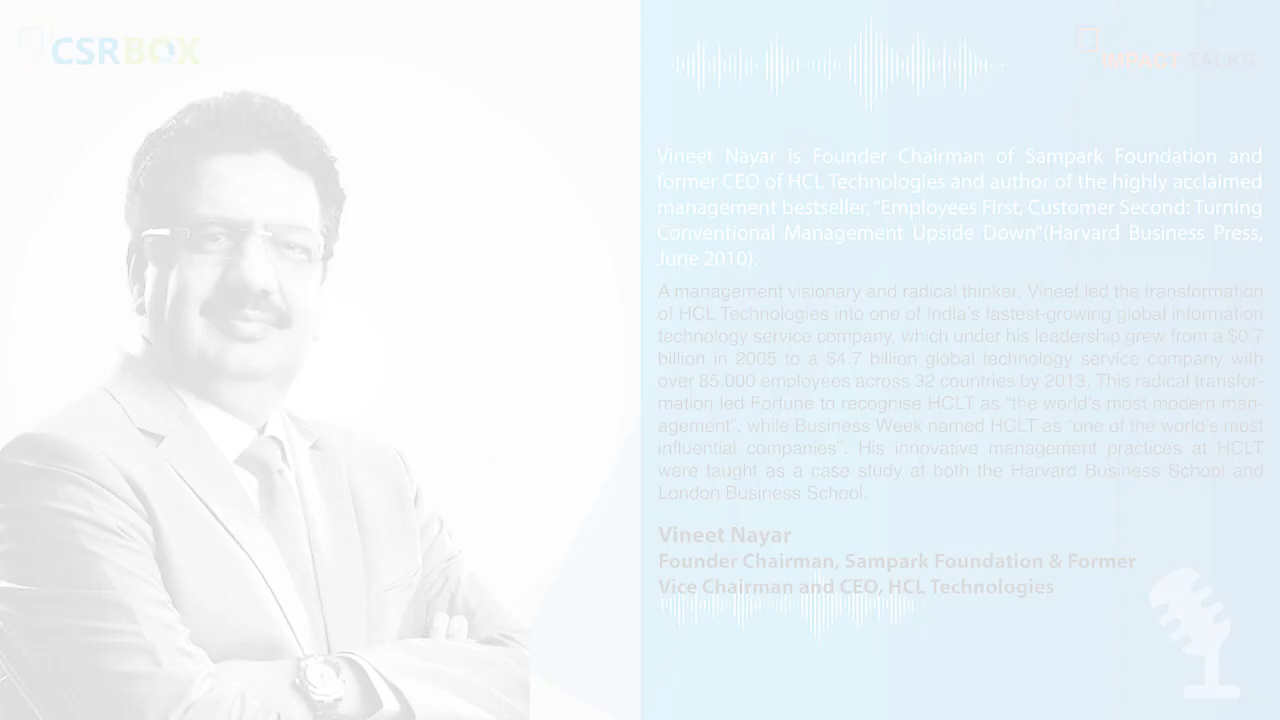 CSRBOX
IMPACT TALKS
Vineet Nayar is Founder Chairman of Sampark Foundation and
former CEO of HCL Technologies and author of the highly acclaimed
management bestseller, "Employees First, Customer Second: Turning
Conventional Management Upside Down"(Harvard Business Press,
June 2010).
A management visionary and radical thinker, Vineet led the transformation
of HCL Technologies into one of India's fastest-growing global information
technology service company, which under his leadership grew from a $0.7
billion in 2005 to a $4.7 billion global technology service company with
over 85,000 employees across 32 countries by 2013. This radical transfor-
mation led Fortune to recognise HCLT as "the world's most modern man-
agement", while Business Week named HCLT as "one of the world's most
influential companies". His innovative management practices at HCLT
were taught as a case study at both the Harvard Business School and
London Business School.
Vineet Nayar
Founder Chairman, Sampark Foundation & Former
Vice Chairman and CEO, HCL Technologies